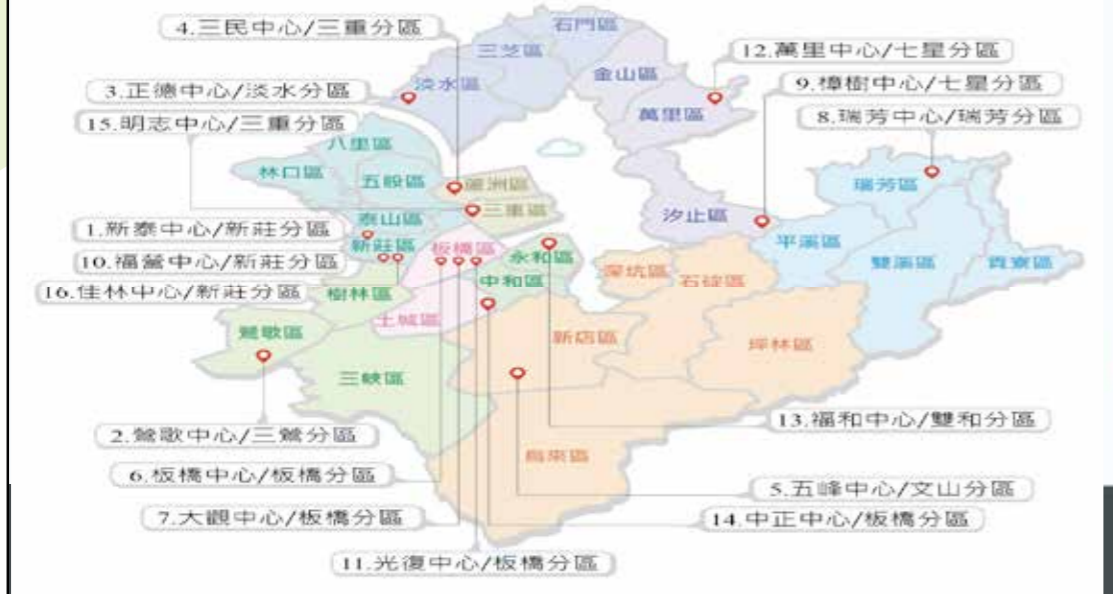 4.三民中心/三重分區
石門區
三芝區
12.萬里中心/七星分區
金山區
淡水區
9.樟樹中心/七星分區
3.正德中心/淡水分區
萬里區
8.瑞芳中心/瑞芳分區
15.明志中心/三重分區
八里區
林口區
五股區
蘆洲區
瑞芳區
三重區
汐止區
泰山區
1.新泰中心/新莊分區
平溪區
新莊區
板橋區
永和區
雙溪區
貢寮區
10.福營中心/新莊分區
深坑區
石碇區
中和區
16.佳林中心/新莊分區
樹林區
土城區
鶯歌區
新店區
坪林區
三峽區
13.福和中心/雙和分區
2.鶯歌中心/三鶯分區
烏來區
6.板橋中心/板橋分區
5.五峰中心/文山分區
7.大觀中心/板橋分區
14.中正中心/板橋分區
11.光復中心/板橋分區